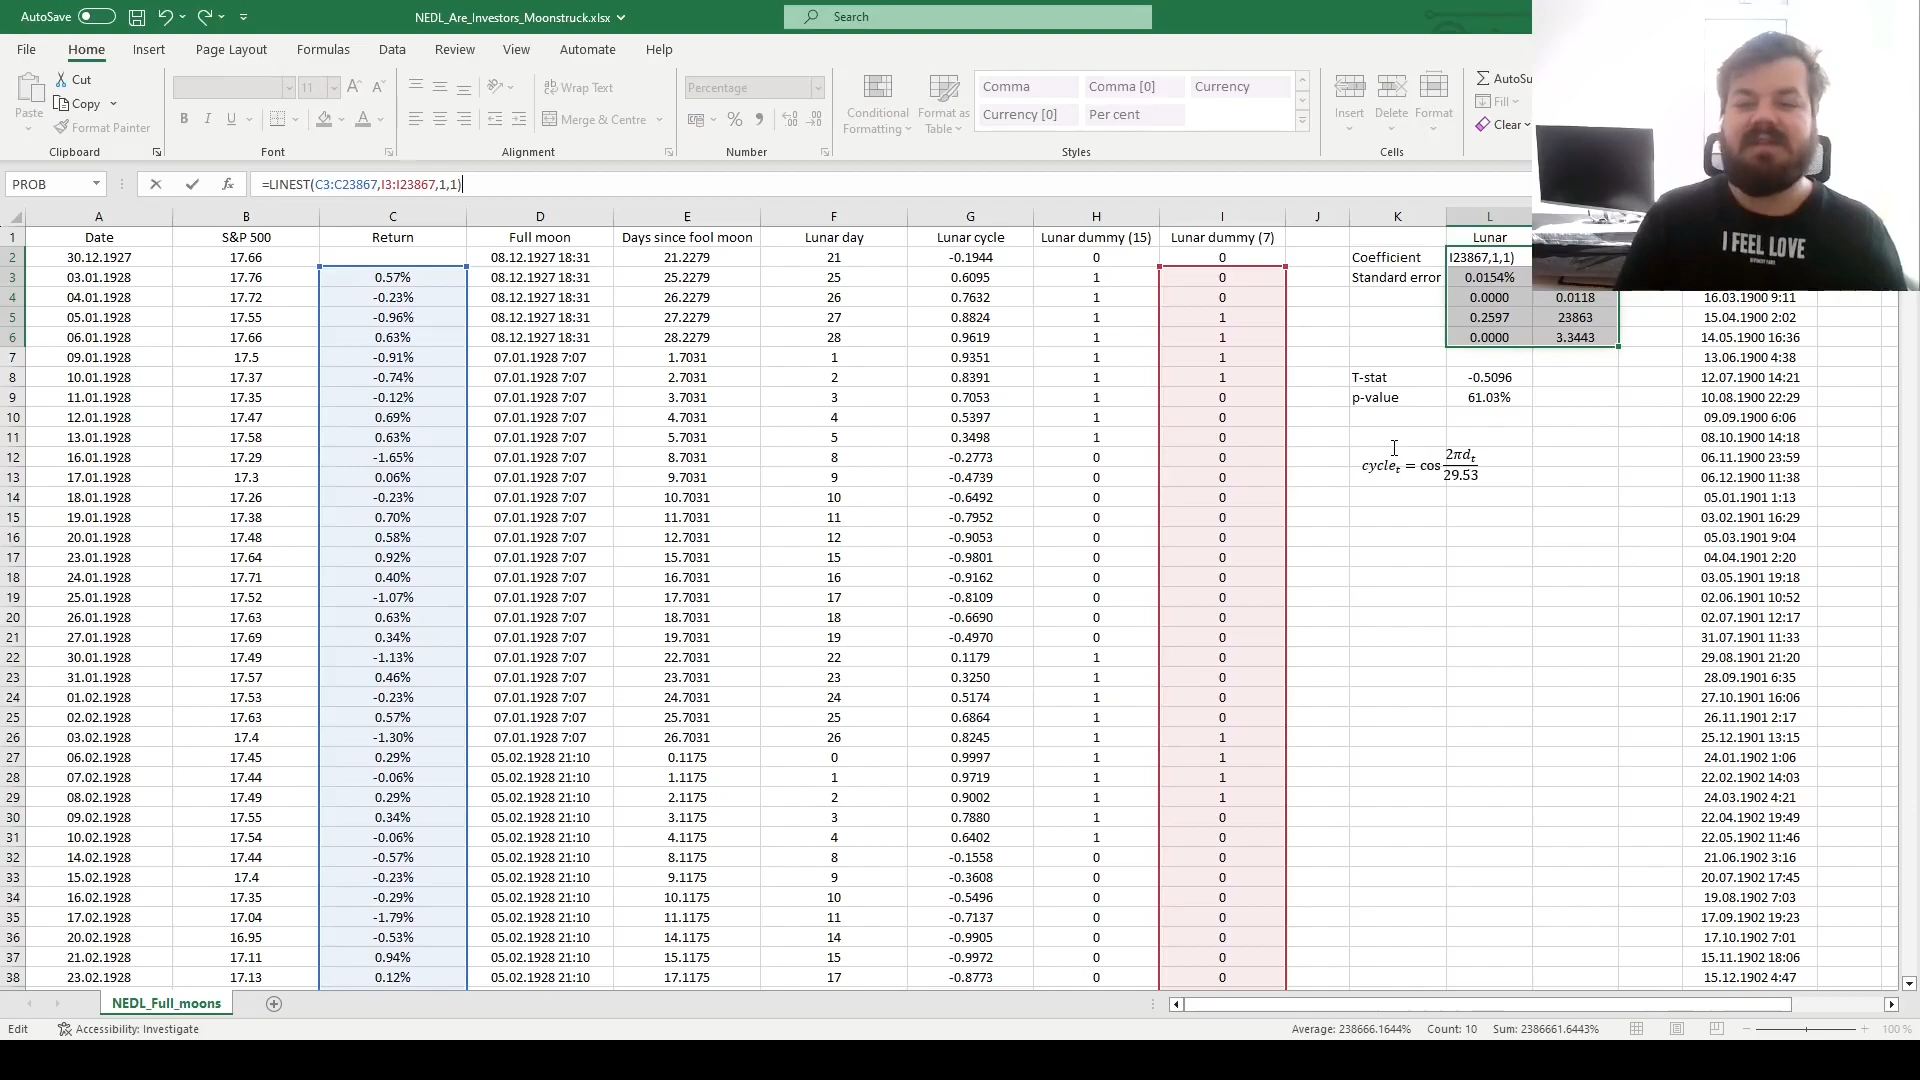 AutoSave
NEDL_Are_Investors_Moonstruck.xlsx
Search
File Home Insert Page Layout Formulas Data Review View Automate Help
Paste
Cut
Copy
Format Painter
Clipboard
11
Font
Wrap Text
Merge & Centre
Alignment
Percentage
Number
Conditional Formatting
Format as Table
Comma Comma [0] Currency
Currency [0] Per cent
Styles
Insert Delete Format
Cells
Fill
Clear
I FEEL LOVE
PROB =LINEST(C3:C23867,I3:I23867,1,1)
A B C D E F G H I J K L
1 Date S&P 500 Return Full moon Days since fool moon Lunar day Lunar cycle Lunar dummy (15) Lunar dummy (7) Lunar
2 30.12.1927 17.66 08.12.1927 18:31 21.2279 21 -0.1944 0 0 Coefficient I23867,1,1)
3 03.01.1928 17.76 0.57% 08.12.1927 18:31 25.2279 25 0.6095 1 0 Standard error 0.0154%
4 04.01.1928 17.72 -0.23% 08.12.1927 18:31 26.2279 26 0.7632 1 0 0.0000 0.0118 16.03.1900 9:11
5 05.01.1928 17.55 -0.96% 08.12.1927 18:31 27.2279 27 0.8824 1 1 0.2597 23863 15.04.1900 2:02
6 06.01.1928 17.66 0.63% 08.12.1927 18:31 28.2279 28 0.9619 1 1 0.0000 3.3443 14.05.1900 16:36
7 09.01.1928 17.5 -0.91% 07.01.1928 7:07 1.7031 1 0.9351 1 1 13.06.1900 4:38
8 10.01.1928 17.37 -0.74% 07.01.1928 7:07 2.7031 2 0.8391 1 1 T-stat -0.5096 12.07.1900 14:21
9 11.01.1928 17.35 -0.12% 07.01.1928 7:07 3.7031 3 0.7053 1 0 p-value 61.03% 10.08.1900 22:29
10 12.01.1928 17.47 0.69% 07.01.1928 7:07 4.7031 4 0.5397 1 0 09.09.1900 6:06
11 13.01.1928 17.58 0.63% 07.01.1928 7:07 5.7031 5 0.3498 1 0 08.10.1900 14:18
12 16.01.1928 17.29 -1.65% 07.01.1928 7:07 8.7031 8 -0.2773 0 0 06.11.1900 23:59
cycle_t = cos 2πd_t / 29.53
13 17.01.1928 17.3 0.06% 07.01.1928 7:07 9.7031 9 -0.4739 0 0 06.12.1900 11:38
14 18.01.1928 17.26 -0.23% 07.01.1928 7:07 10.7031 10 -0.6492 0 0 05.01.1901 1:13
15 19.01.1928 17.38 0.70% 07.01.1928 7:07 11.7031 11 -0.7952 0 0 03.02.1901 16:29
16 20.01.1928 17.48 0.58% 07.01.1928 7:07 12.7031 12 -0.9053 0 0 05.03.1901 9:04
17 23.01.1928 17.64 0.92% 07.01.1928 7:07 15.7031 15 -0.9801 0 0 04.04.1901 2:20
18 24.01.1928 17.71 0.40% 07.01.1928 7:07 16.7031 16 -0.9162 0 0 03.05.1901 19:18
19 25.01.1928 17.52 -1.07% 07.01.1928 7:07 17.7031 17 -0.8109 0 0 02.06.1901 10:52
20 26.01.1928 17.63 0.63% 07.01.1928 7:07 18.7031 18 -0.6690 0 0 02.07.1901 12:17
21 27.01.1928 17.69 0.34% 07.01.1928 7:07 19.7031 19 -0.4970 0 0 31.07.1901 11:33
22 30.01.1928 17.49 -1.13% 07.01.1928 7:07 22.7031 22 0.1179 1 0 29.08.1901 21:20
23 31.01.1928 17.57 0.46% 07.01.1928 7:07 23.7031 23 0.3250 1 0 28.09.1901 6:35
24 01.02.1928 17.53 -0.23% 07.01.1928 7:07 24.7031 24 0.5174 1 0 27.10.1901 16:06
25 02.02.1928 17.63 0.57% 07.01.1928 7:07 25.7031 25 0.6864 1 0 26.11.1901 2:17
26 03.02.1928 17.4 -1.30% 07.01.1928 7:07 26.7031 26 0.8245 1 1 25.12.1901 13:15
27 06.02.1928 17.45 0.29% 05.02.1928 21:10 0.1175 0 0.9997 1 1 24.01.1902 1:06
28 07.02.1928 17.44 -0.06% 05.02.1928 21:10 1.1175 1 0.9719 1 1 22.02.1902 14:03
29 08.02.1928 17.49 0.29% 05.02.1928 21:10 2.1175 2 0.9002 1 1 24.03.1902 4:21
30 09.02.1928 17.55 0.34% 05.02.1928 21:10 3.1175 3 0.7880 1 0 22.04.1902 19:49
31 10.02.1928 17.54 -0.06% 05.02.1928 21:10 4.1175 4 0.6402 1 0 22.05.1902 11:46
32 14.02.1928 17.44 -0.57% 05.02.1928 21:10 8.1175 8 -0.1558 0 0 21.06.1902 3:16
33 15.02.1928 17.4 -0.23% 05.02.1928 21:10 9.1175 9 -0.3608 0 0 20.07.1902 17:45
34 16.02.1928 17.35 -0.29% 05.02.1928 21:10 10.1175 10 -0.5496 0 0 19.08.1902 7:03
35 17.02.1928 17.04 -1.79% 05.02.1928 21:10 11.1175 11 -0.7137 0 0 17.09.1902 19:23
36 20.02.1928 16.95 -0.53% 05.02.1928 21:10 14.1175 14 -0.9905 0 0 17.10.1902 7:01
37 21.02.1928 17.11 0.94% 05.02.1928 21:10 15.1175 15 -0.9972 0 0 15.11.1902 18:06
38 23.02.1928 17.13 0.12% 05.02.1928 21:10 17.1175 17 -0.8773 0 0 15.12.1902 4:47
NEDL_Full_moons
Edit Accessibility: Investigate Average: 238666.1644% Count: 10 Sum: 2386661.6443% 100 %